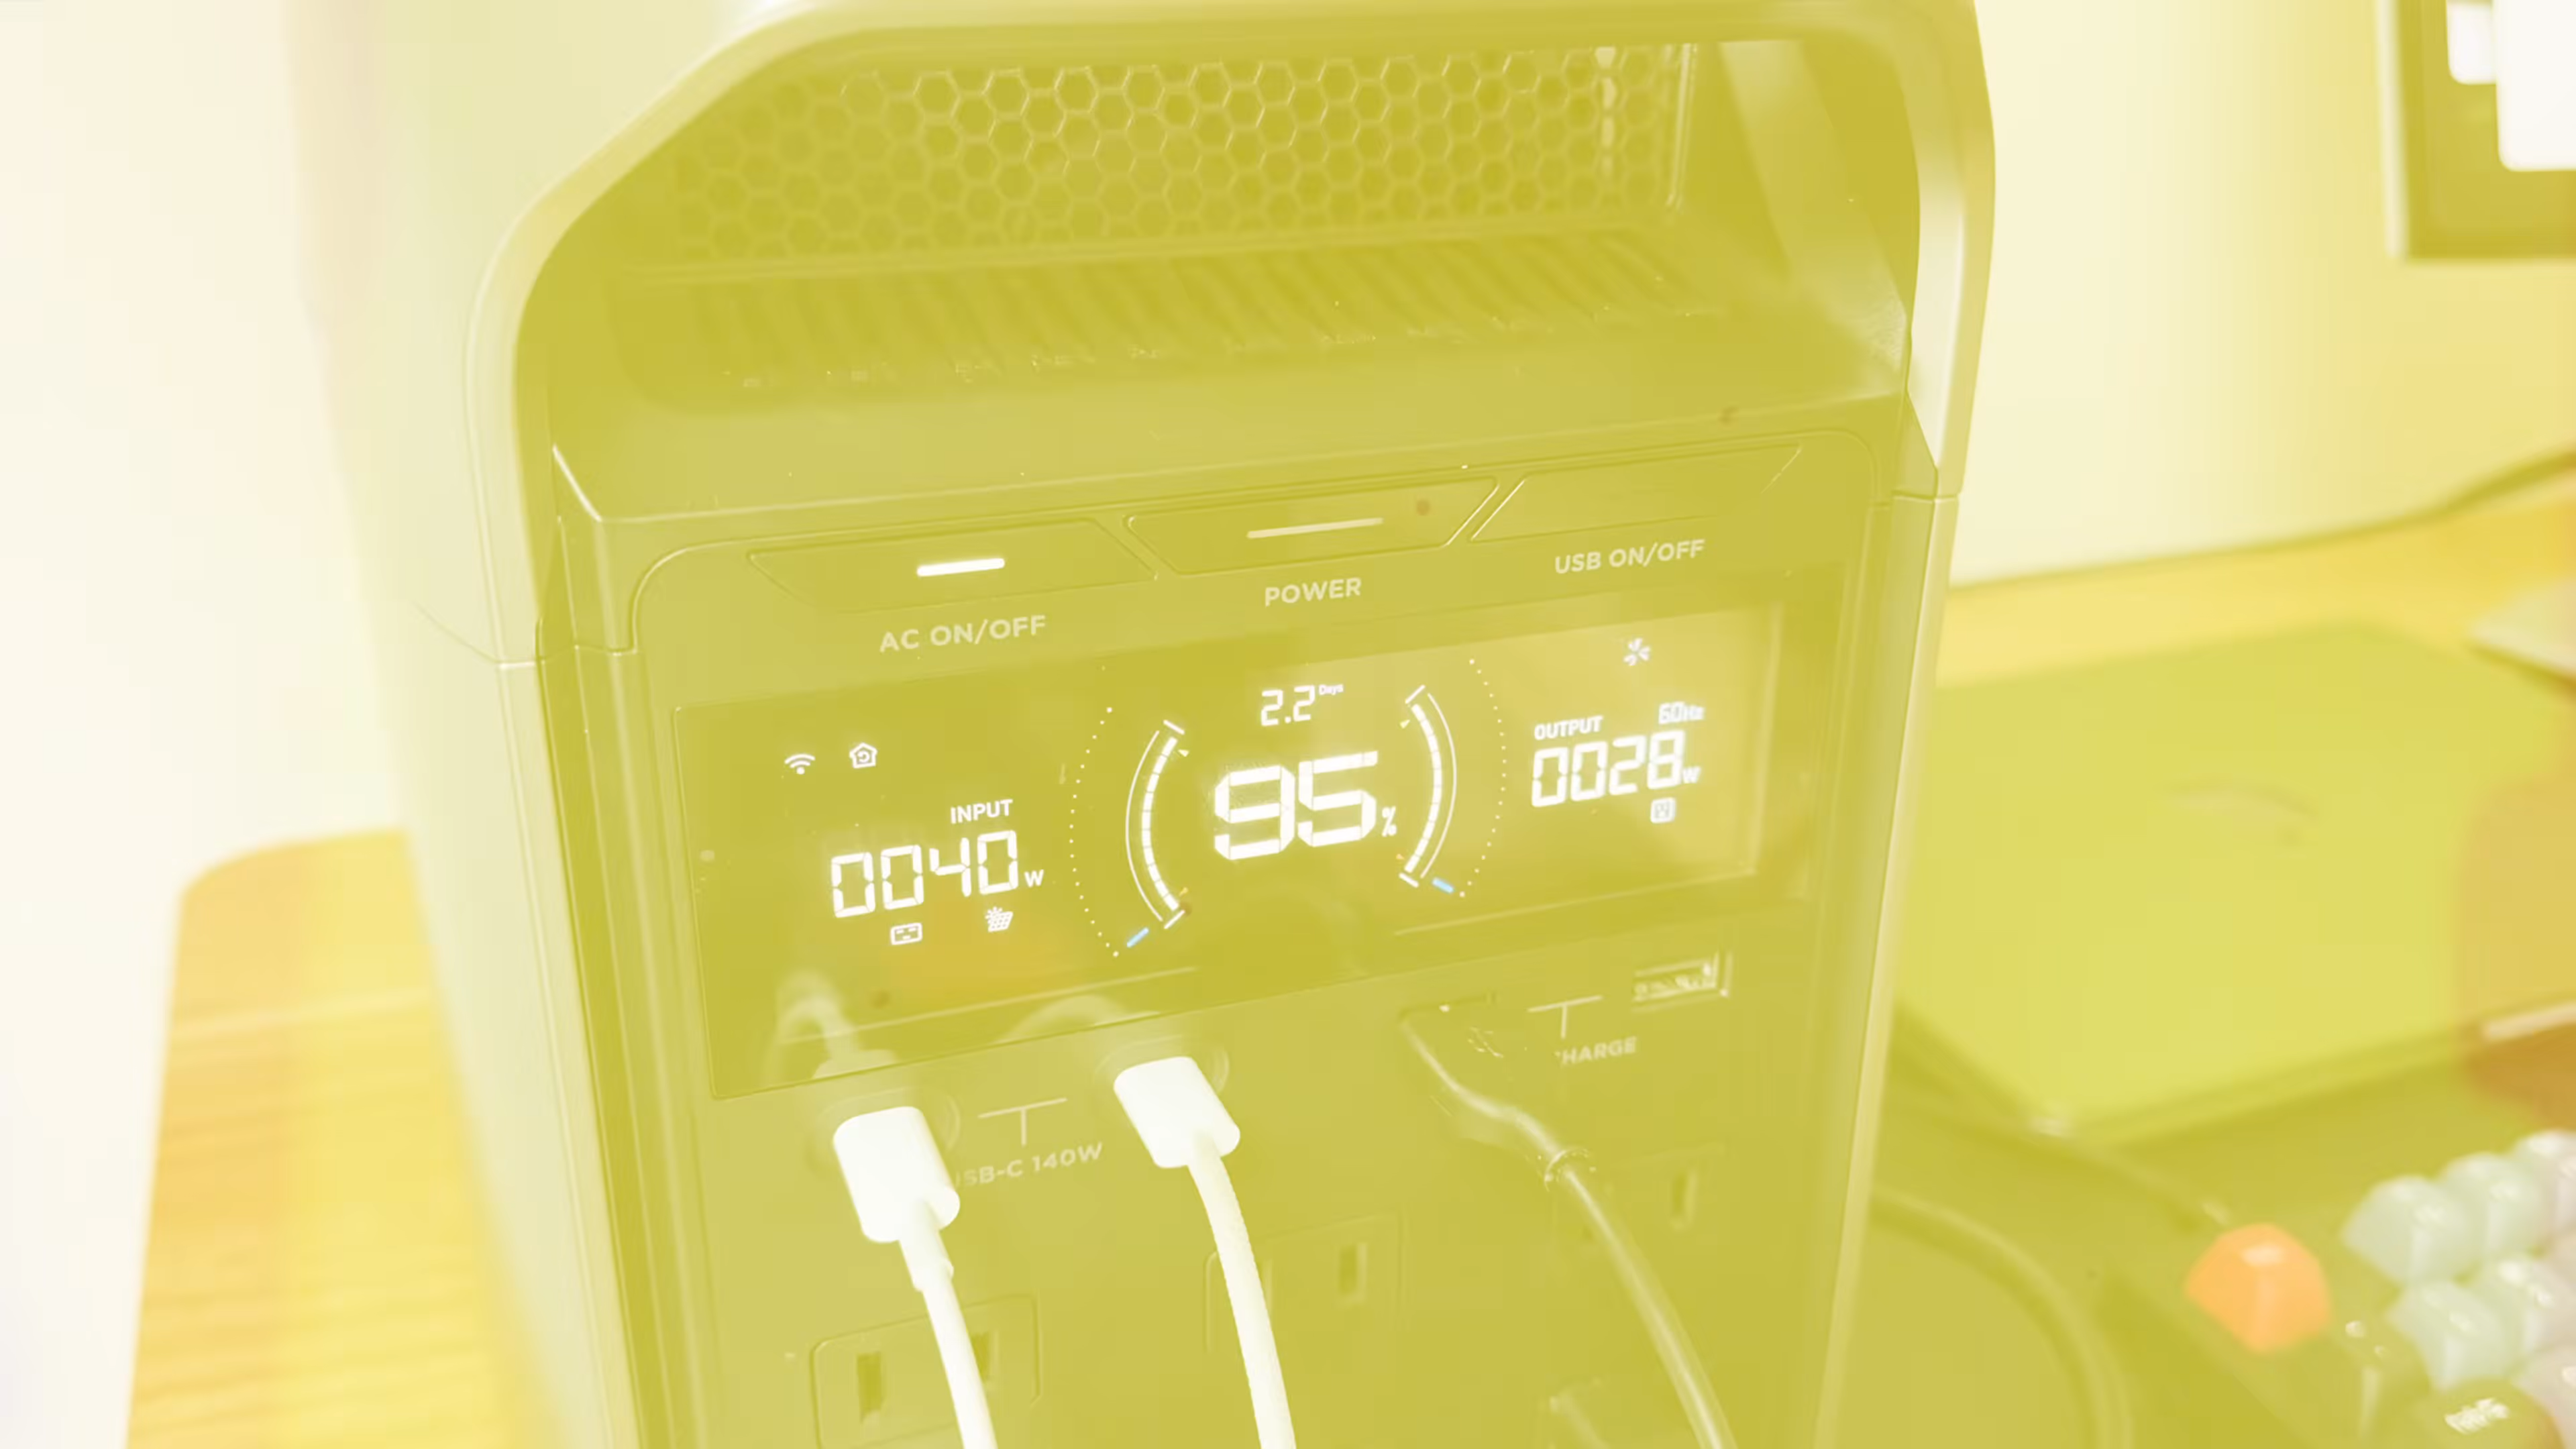 AC ON/OFF
POWER
USB ON/OFF
2.2 Days
INPUT
0040W
95%
OUTPUT
60Hz
0028W
SB-C 140W
HARGE